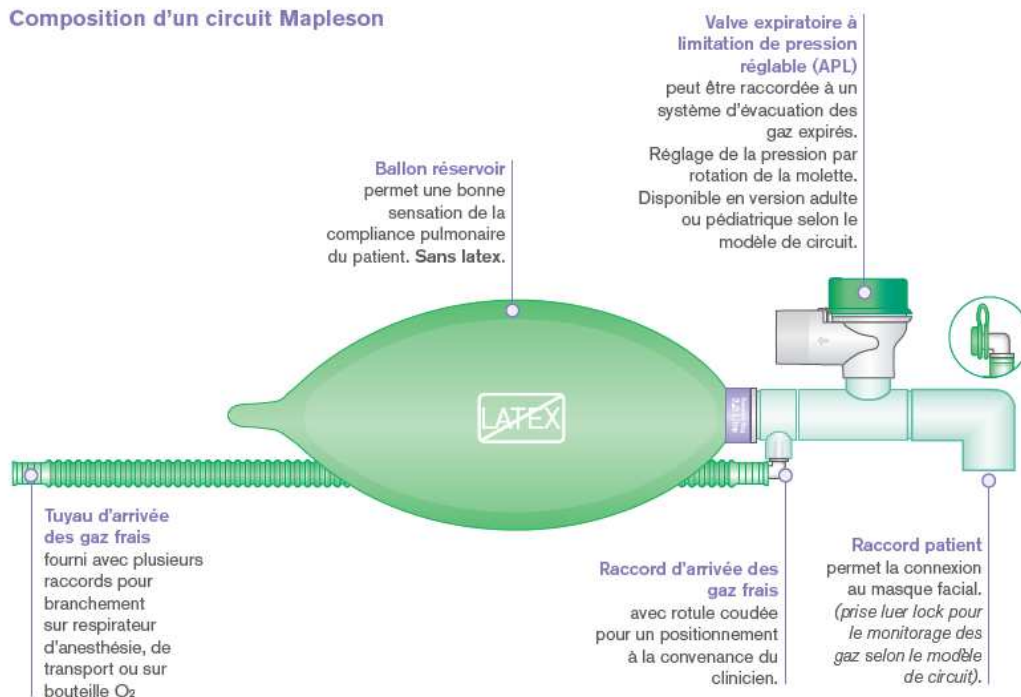 Composition d'un circuit Mapleson
Valve expiratoire à
limitation de pression
réglable (APL)
peut être raccordée à un
système d'évacuation des
gaz expirés.
Réglage de la pression par
rotation de la molette.
Disponible en version adulte
ou pédiatrique selon le
modèle de circuit.
Ballon réservoir
permet une bonne
sensation de la
compliance pulmonaire
du patient. Sans latex.
LATEX
Tuyau d'arrivée
des gaz frais
fourni avec plusieurs
raccords pour
branchement
sur respirateur
d'anesthésie, de
transport ou sur
bouteille O₂
Raccord d'arrivée des
gaz frais
avec rotule coudée
pour un positionnement
à la convenance du
clinicien.
Raccord patient
permet la connexion
au masque facial.
(prise luer lock pour
le monitorage des
gaz selon le modèle
de circuit).